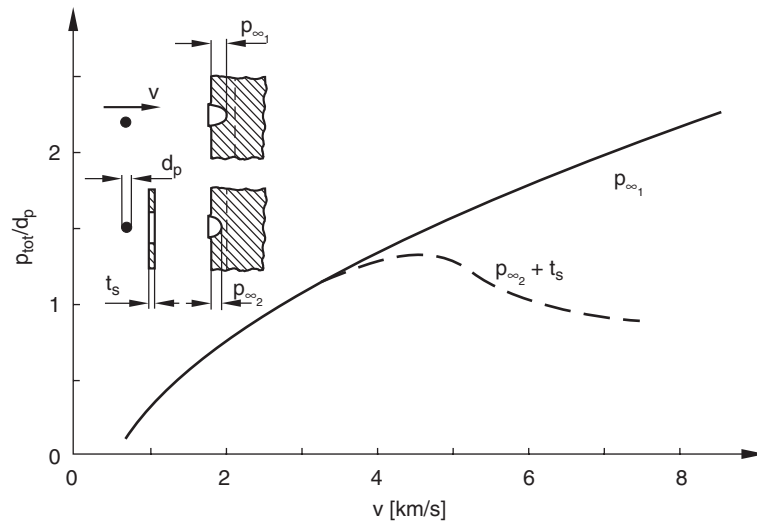 p∞₁
v
dₚ
tₛ
p∞₂
pₜₒₜ/dₚ
2
1
0
p∞₁
p∞₂ + tₛ
0
2
4
6
8
v [km/s]